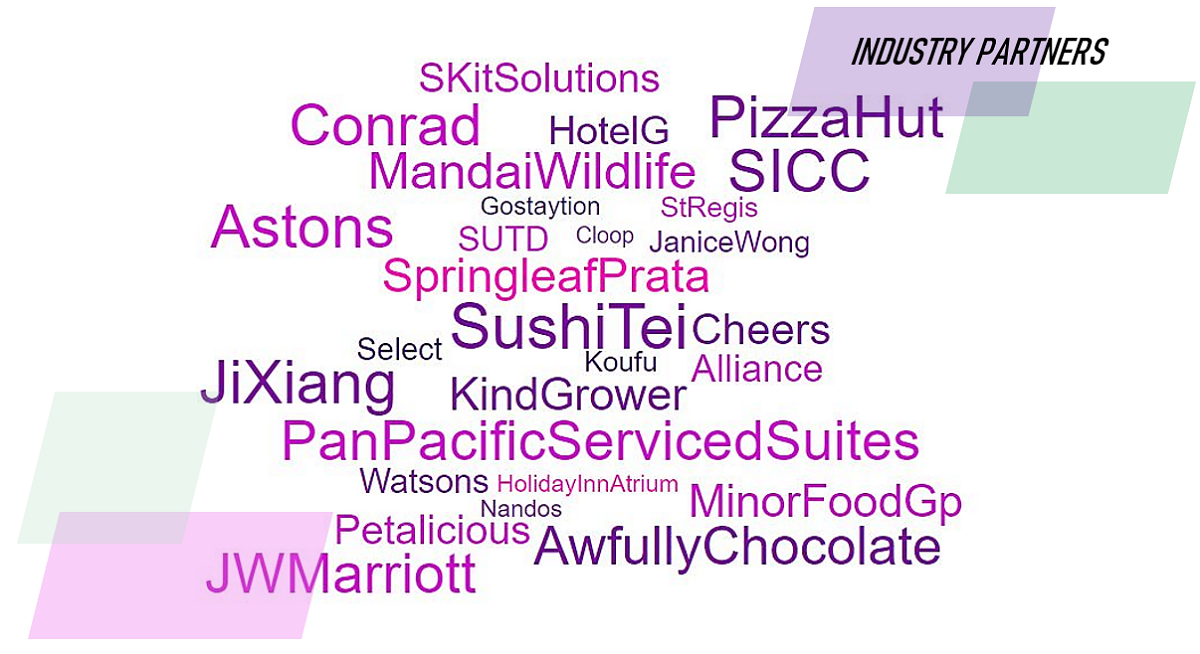 INDUSTRY PARTNERS
SKitSolutions
Conrad HotelG PizzaHut
MandaiWildlife SICC
Gostaytion StRegis
Astons SUTD Cloop JaniceWong
SpringleafPrata
SushiTei Cheers
Select Koufu Alliance
JiXiang KindGrower
PanPacificServicedSuites
Watsons HolidayInnAtrium MinorFoodGp
Nandos
Petalicious AwfullyChocolate
JWMarriott